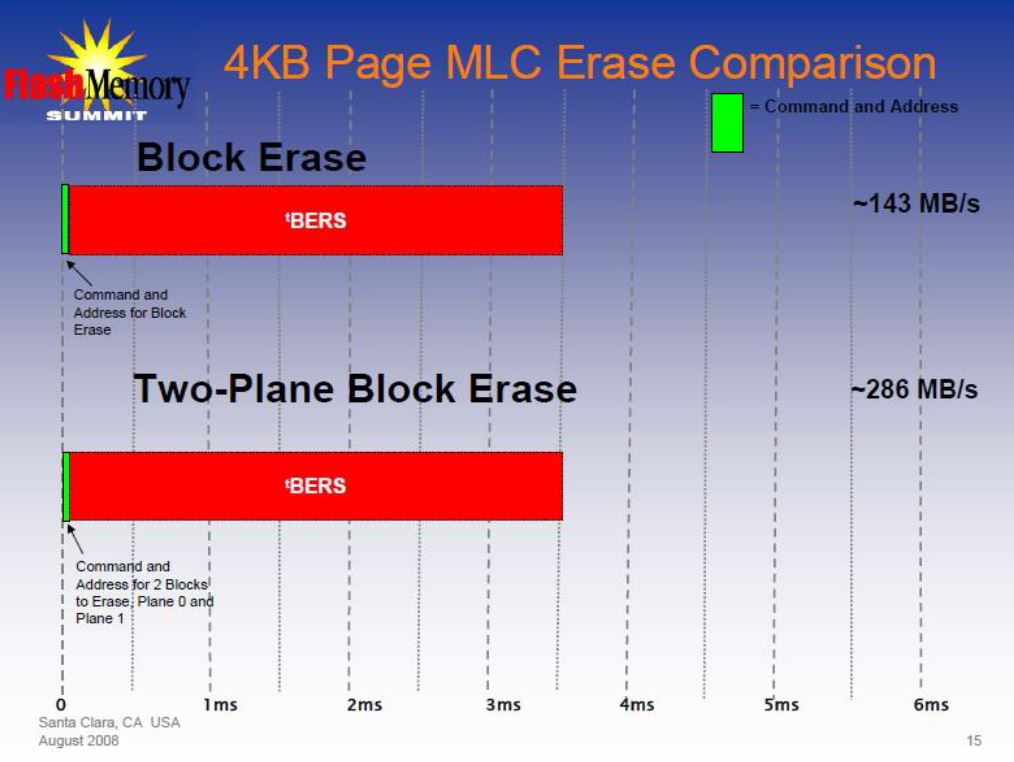 4KB Page MLC Erase Comparison
FlashMemory
SUMMIT
= Command and Address
Block Erase
~143 MB/s
tBERS
Command and
Address for Block
Erase
Two-Plane Block Erase
~286 MB/s
tBERS
Command and
Address for 2 Blocks
to Erase, Plane 0 and
Plane 1
0 1ms 2ms 3ms 4ms 5ms 6ms
Santa Clara, CA USA
August 2008
15